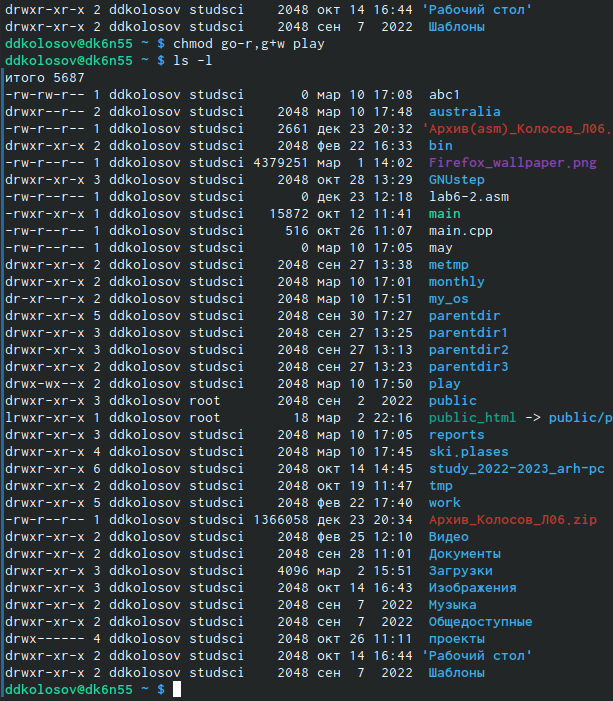 drwxr-xr-x 2 ddkolosov studsci    2048 окт 14 16:44 'Рабочий стол'
drwxr-xr-x 2 ddkolosov studsci    2048 сен  7  2022  Шаблоны
ddkolosov@dk6n55 ~ $ chmod go-r,g+w play
ddkolosov@dk6n55 ~ $ ls -l
итого 5687
-rw-rw-r-- 1 ddkolosov studsci       0 мар 10 17:08  abc1
drwxr--r-- 2 ddkolosov studsci    2048 мар 10 17:48  australia
-rw-r--r-- 1 ddkolosov studsci    2661 дек 23 20:32 'Архив(asm)_Колосов_Л06.
drwxr-xr-x 2 ddkolosov studsci    2048 фев 22 16:33  bin
-rw-r--r-- 1 ddkolosov studsci 4379251 мар  1 14:02  Firefox_wallpaper.png
drwxr-xr-x 3 ddkolosov studsci    2048 окт 28 13:29  GNUstep
-rw-r--r-- 1 ddkolosov studsci       0 дек 23 12:18  lab6-2.asm
-rwxr-xr-x 1 ddkolosov studsci   15872 окт 12 11:41  main
-rw-r--r-- 1 ddkolosov studsci     516 окт 26 11:07  main.cpp
-rw-r--r-- 1 ddkolosov studsci       0 мар 10 17:05  may
drwxr-xr-x 2 ddkolosov studsci    2048 сен 27 13:38  metmp
drwxr-xr-x 2 ddkolosov studsci    2048 мар 10 17:01  monthly
dr-xr--r-- 2 ddkolosov studsci    2048 мар 10 17:51  my_os
drwxr-xr-x 5 ddkolosov studsci    2048 сен 30 17:27  parentdir
drwxr-xr-x 3 ddkolosov studsci    2048 сен 27 13:25  parentdir1
drwxr-xr-x 3 ddkolosov studsci    2048 сен 27 13:13  parentdir2
drwxr-xr-x 2 ddkolosov studsci    2048 сен 27 13:23  parentdir3
drwx-wx--x 2 ddkolosov studsci    2048 мар 10 17:50  play
drwxr-xr-x 3 ddkolosov root       2048 сен  2  2022  public
lrwxr-xr-x 1 ddkolosov root         18 мар  2 22:16  public_html -> public/p
drwxr-xr-x 3 ddkolosov studsci    2048 мар 10 17:05  reports
drwxr-xr-x 4 ddkolosov studsci    2048 мар 10 17:45  ski.plases
drwxr-xr-x 6 ddkolosov studsci    2048 окт 14 14:45  study_2022-2023_arh-pc
drwxr-xr-x 2 ddkolosov studsci    2048 окт 19 11:47  tmp
drwxr-xr-x 5 ddkolosov studsci    2048 фев 22 17:40  work
-rw-r--r-- 1 ddkolosov studsci 1366058 дек 23 20:34  Архив_Колосов_Л06.zip
drwxr-xr-x 2 ddkolosov studsci    2048 фев 25 12:10  Видео
drwxr-xr-x 2 ddkolosov studsci    2048 сен 28 11:01  Документы
drwxr-xr-x 3 ddkolosov studsci    4096 мар  2 15:51  Загрузки
drwxr-xr-x 3 ddkolosov studsci    2048 окт 14 16:43  Изображения
drwxr-xr-x 2 ddkolosov studsci    2048 сен  7  2022  Музыка
drwxr-xr-x 2 ddkolosov studsci    2048 сен  7  2022  Общедоступные
drwx------ 4 ddkolosov studsci    2048 окт 26 11:11  проекты
drwxr-xr-x 2 ddkolosov studsci    2048 окт 14 16:44 'Рабочий стол'
drwxr-xr-x 2 ddkolosov studsci    2048 сен  7  2022  Шаблоны
ddkolosov@dk6n55 ~ $